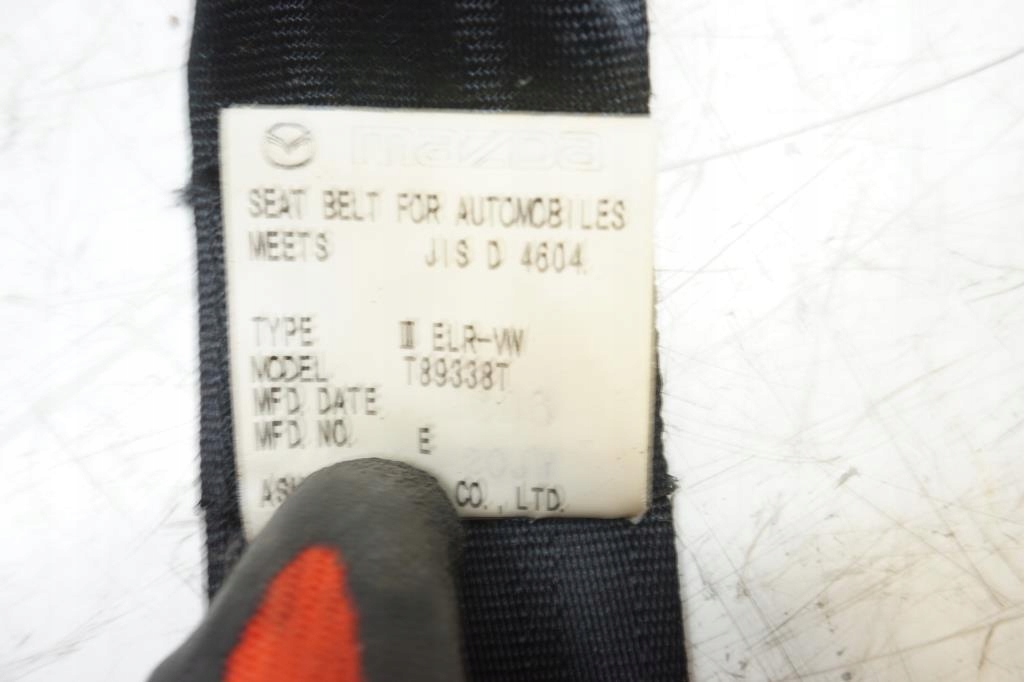 mazda
SEAT BELT FOR AUTOMOBILES
MEETS JIS D 4604
TYPE Ⅲ ELR-VW
MODEL T89338T
MFD. DATE
MFD. NO. E
CO., LTD.